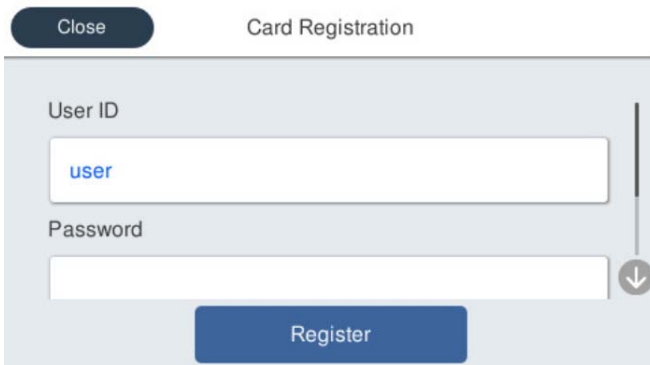 Close
Card Registration
User ID
user
Password
Register